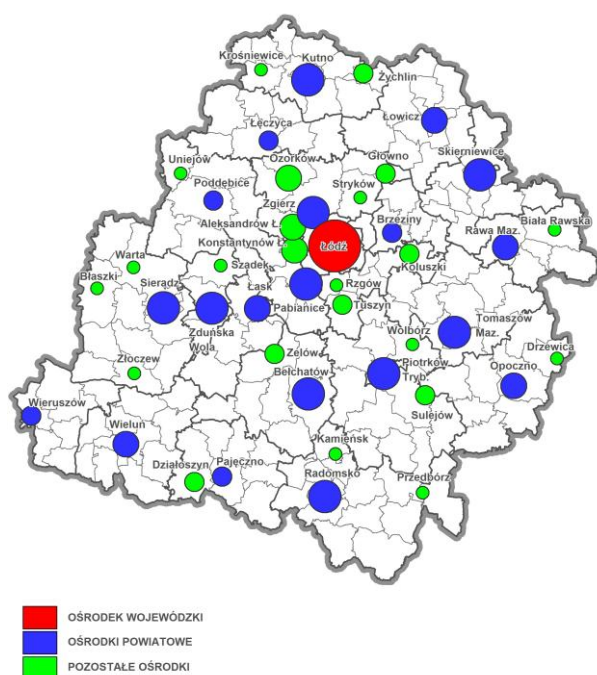 Krośniewice
Kutno
Żychlin
Łęczyca
Łowicz
Skierniewice
Uniejów
Ozorków
Główno
Poddębice
Stryków
Zgierz
Aleksandrów Ł.
Brzeziny
Biała Rawska
Rawa Maz.
Konstantynów Ł.
Łódź
Koluszki
Warta
Szadek
Błaszki
Sieradz
Łask
Rzgów
Pabianice
Tuszyn
Zduńska
Wola
Tomaszów
Maz.
Wolbórz
Drzewica
Złoczew
Zelów
Piotrków
Tryb.
Opoczno
Bełchatów
Wieruszów
Sulejów
Wieluń
Kamieńsk
Działoszyn
Pajęczno
Radomsko
Przedbórz
OŚRODEK WOJEWÓDZKI
OŚRODKI POWIATOWE
POZOSTAŁE OŚRODKI